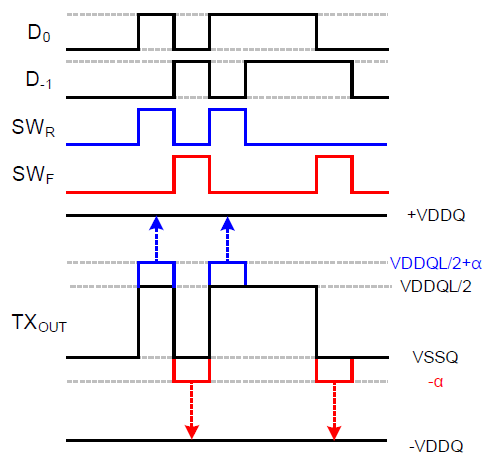 D0
D-1
SWR
SWF
+VDDQ
VDDQL/2+α
VDDQL/2
TXOUT
VSSQ
-α
-VDDQ